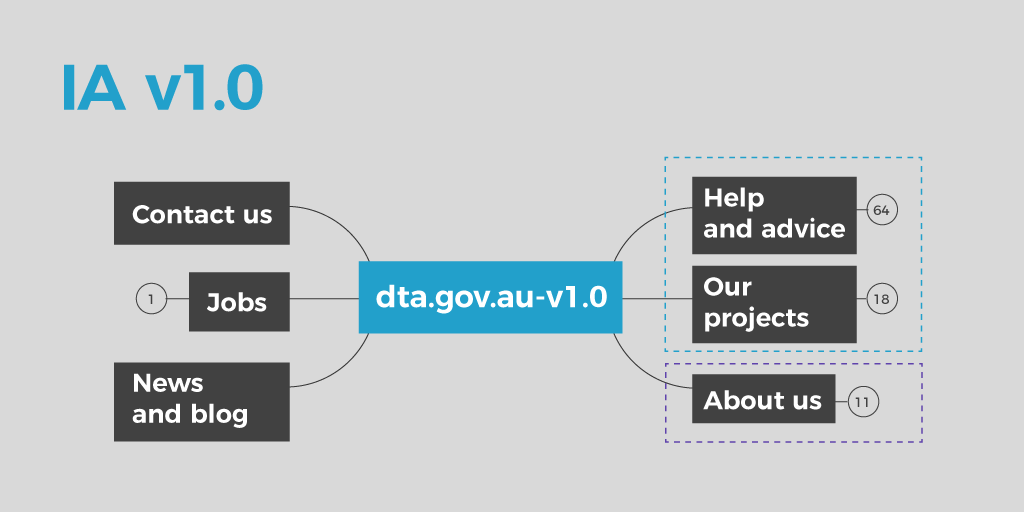 IA v1.0
Contact us
1
Jobs
News
and blog
dta.gov.au-v1.0
Help
and advice
64
Our
projects
18
About us
11